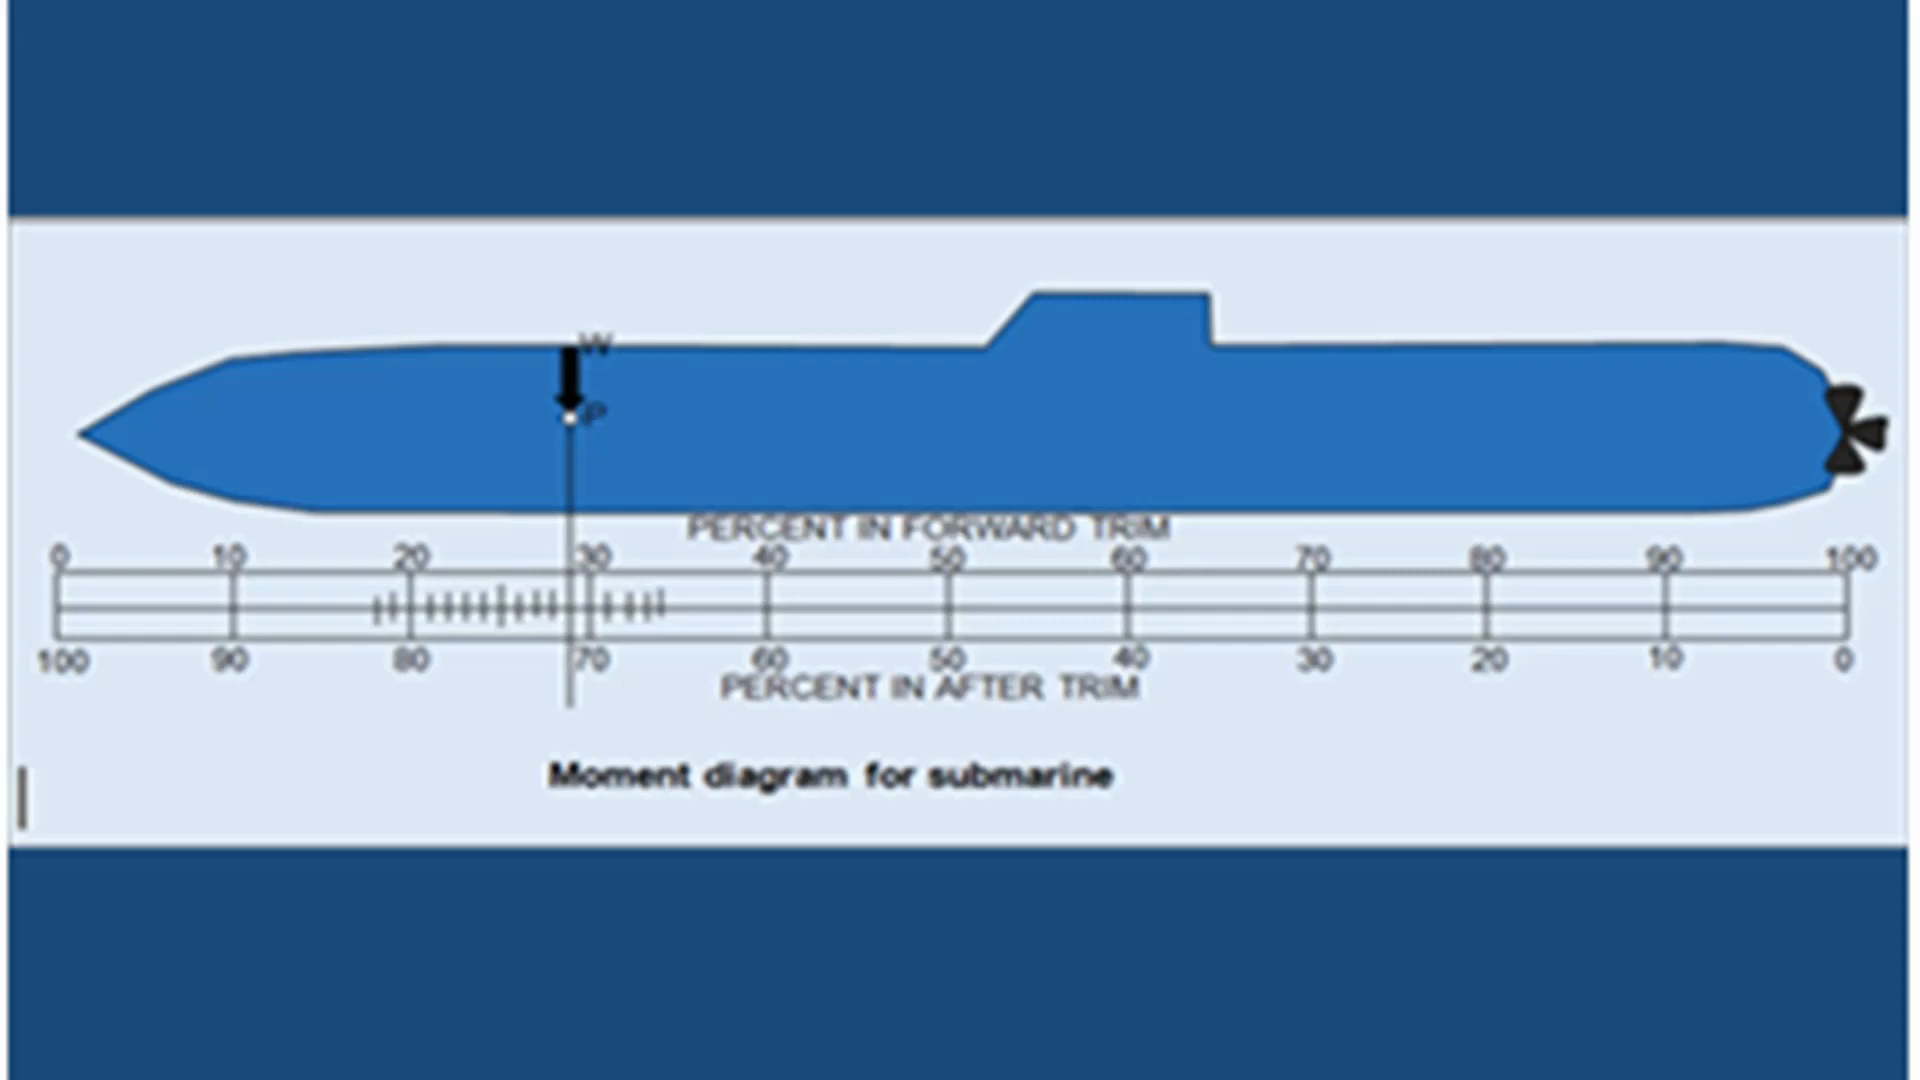 W
P
PERCENT IN FORWARD TRIM
0 10 20 30 40 50 60 70 80 90 100
100 90 80 70 60 50 40 30 20 10 0
PERCENT IN AFTER TRIM
Moment diagram for submarine